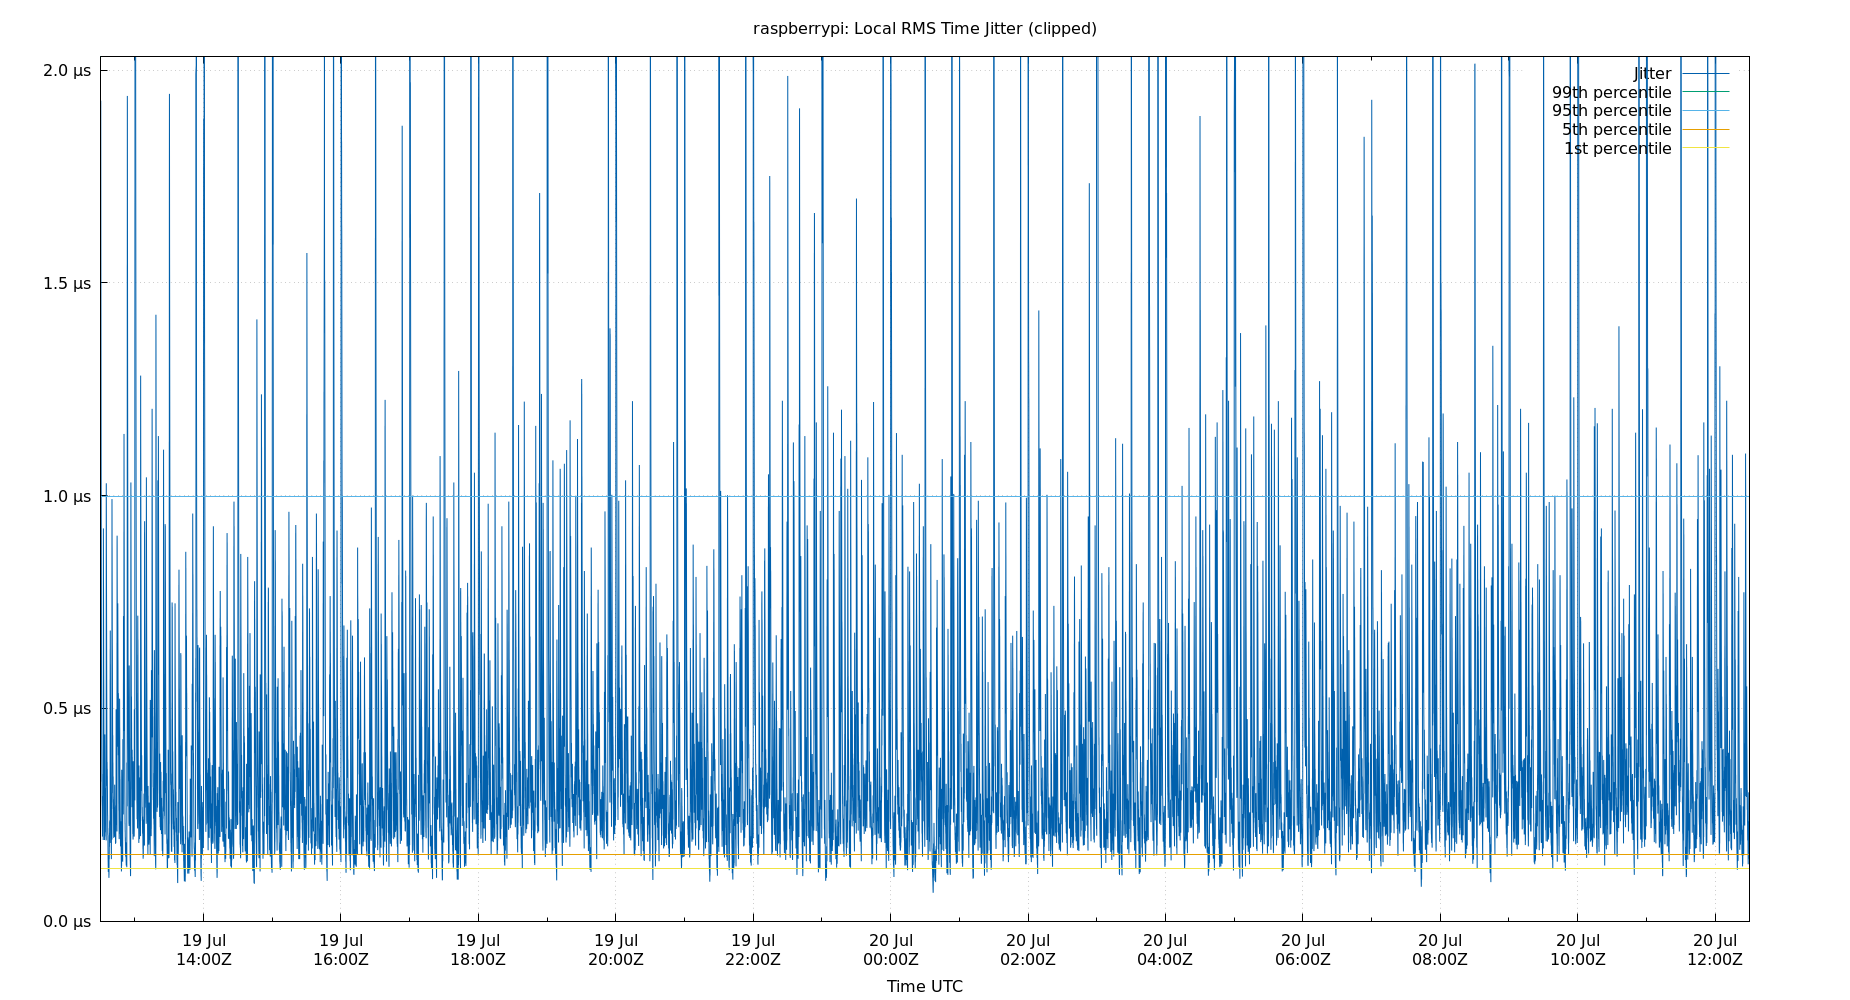 raspberrypi: Local RMS Time Jitter (clipped)
2.0 µs
1.5 µs
1.0 µs
0.5 µs
0.0 µs
Jitter
99th percentile
95th percentile
5th percentile
1st percentile
19 Jul 19 Jul 19 Jul 19 Jul 19 Jul 20 Jul 20 Jul 20 Jul 20 Jul 20 Jul 20 Jul 20 Jul
14:00Z 16:00Z 18:00Z 20:00Z 22:00Z 00:00Z 02:00Z 04:00Z 06:00Z 08:00Z 10:00Z 12:00Z
Time UTC